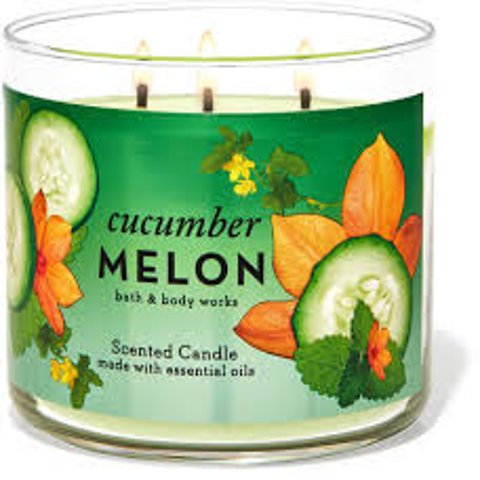 cucumber
MELON
bath & body works
Scented Candle
made with essential oils